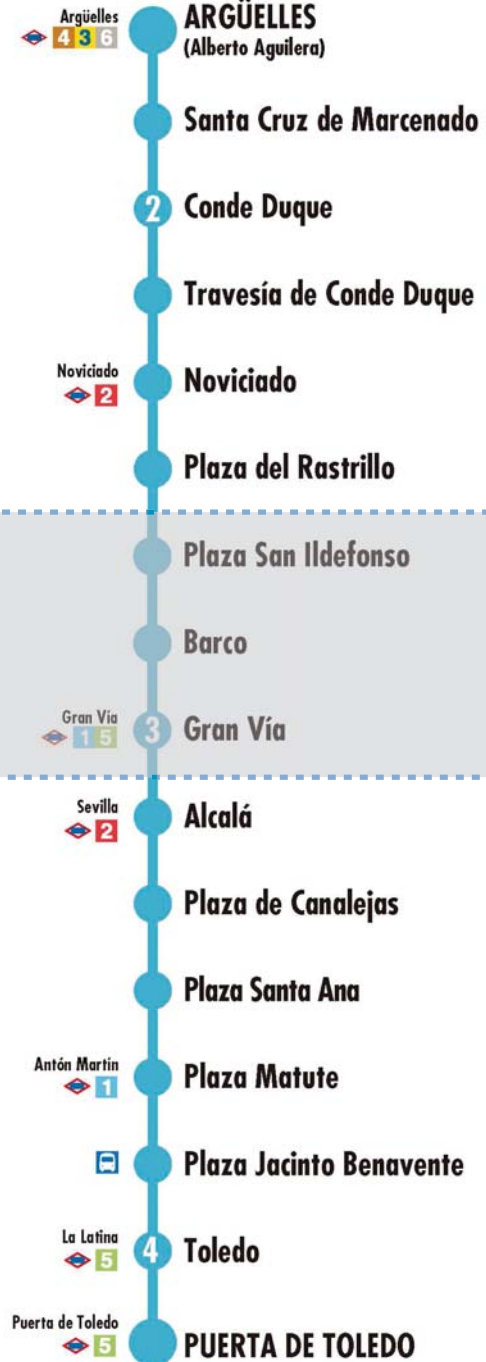 Argüelles
4 3 6
ARGÜELLES
(Alberto Aguilera)
Santa Cruz de Marcenado
2 Conde Duque
Travesía de Conde Duque
Noviciado
2
Noviciado
Plaza del Rastrillo
Plaza San Ildefonso
Barco
Gran Vía
1 5
3 Gran Vía
Sevilla
2
Alcalá
Plaza de Canalejas
Plaza Santa Ana
Antón Martín
1
Plaza Matute
Plaza Jacinto Benavente
La Latina
5
4 Toledo
Puerta de Toledo
5
PUERTA DE TOLEDO